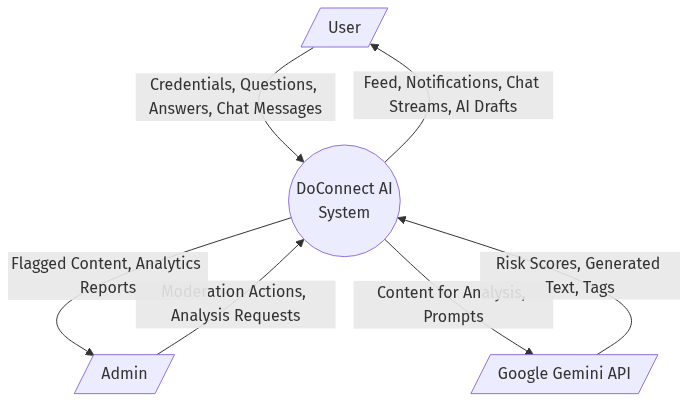 User
Credentials, Questions,
Answers, Chat Messages
Feed, Notifications, Chat
Streams, AI Drafts
DoConnect AI
System
Flagged Content, Analytics
Reports
Moderation Actions,
Analysis Requests
Content for Analysis,
Prompts
Risk Scores, Generated
Text, Tags
Admin
Google Gemini API